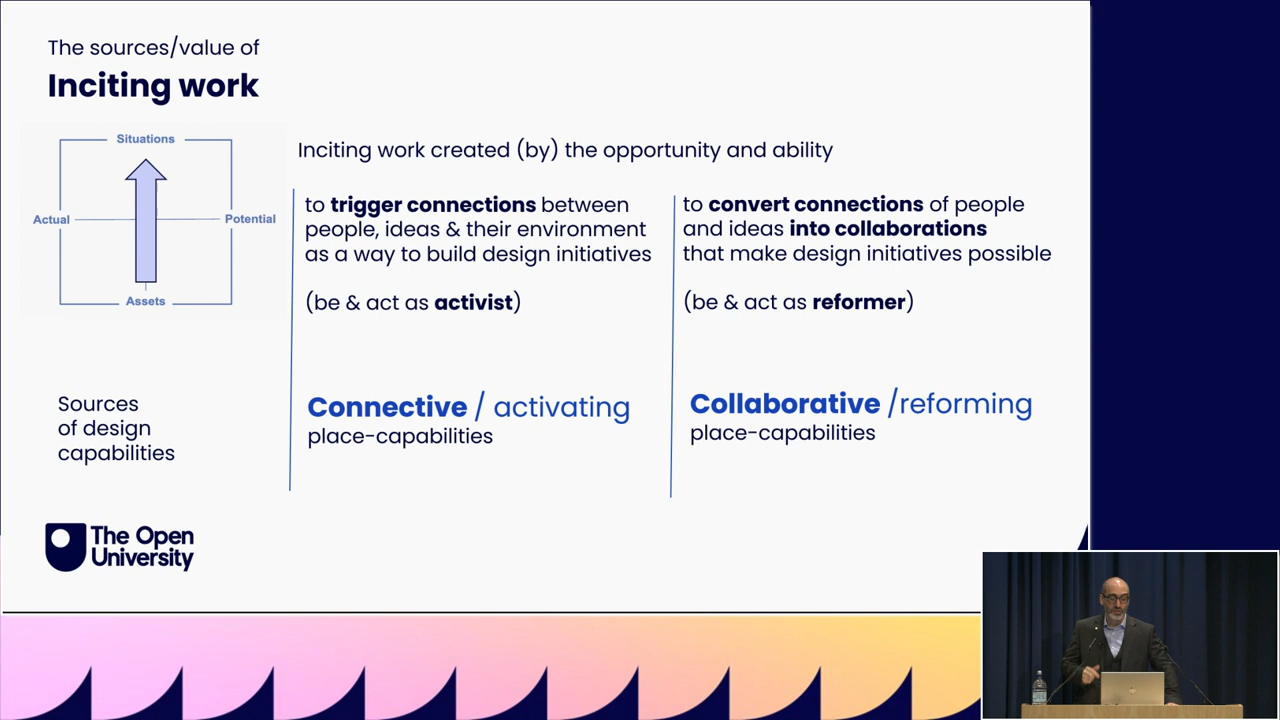 The sources/value of
Inciting work
Situations
Actual
Potential
Assets
Inciting work created (by) the opportunity and ability
to trigger connections between
people, ideas & their environment
as a way to build design initiatives
(be & act as activist)
to convert connections of people
and ideas into collaborations
that make design initiatives possible
(be & act as reformer)
Sources
of design
capabilities
Connective / activating
place-capabilities
Collaborative /reforming
place-capabilities
The Open
University